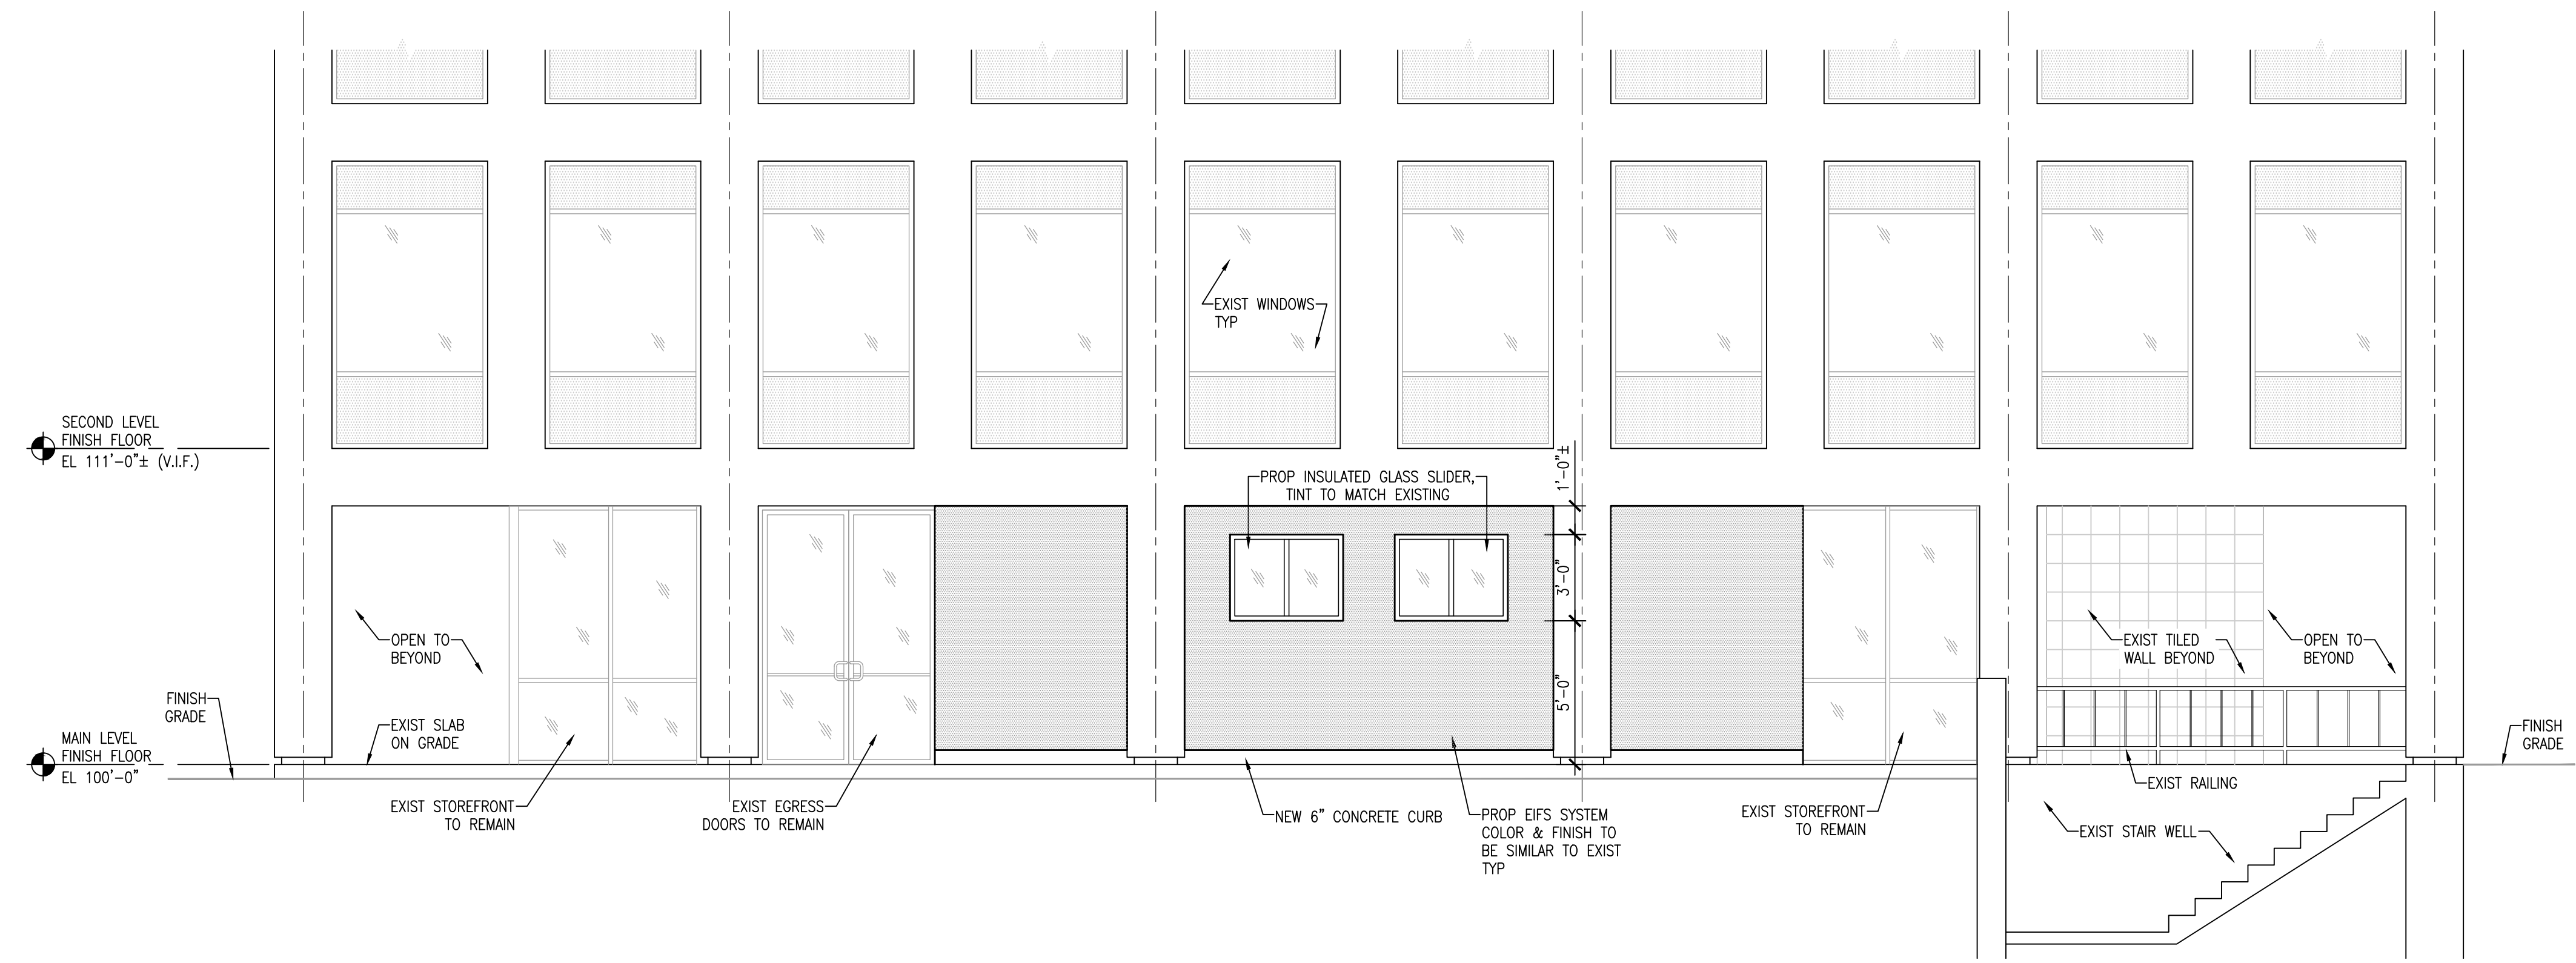 EXIST WINDOWS
TYP
SECOND LEVEL
FINISH FLOOR
EL 111'-0"± (V.I.F.)
1'-0"±
PROP INSULATED GLASS SLIDER,
TINT TO MATCH EXISTING
3'-0"
5'-0"
OPEN TO
BEYOND
EXIST TILED
WALL BEYOND
OPEN TO
BEYOND
FINISH
GRADE
EXIST SLAB
ON GRADE
FINISH
GRADE
MAIN LEVEL
FINISH FLOOR
EL 100'-0"
EXIST RAILING
EXIST STOREFRONT
TO REMAIN
EXIST EGRESS
DOORS TO REMAIN
NEW 6" CONCRETE CURB
PROP EIFS SYSTEM
COLOR & FINISH TO
BE SIMILAR TO EXIST
TYP
EXIST STOREFRONT
TO REMAIN
EXIST STAIR WELL